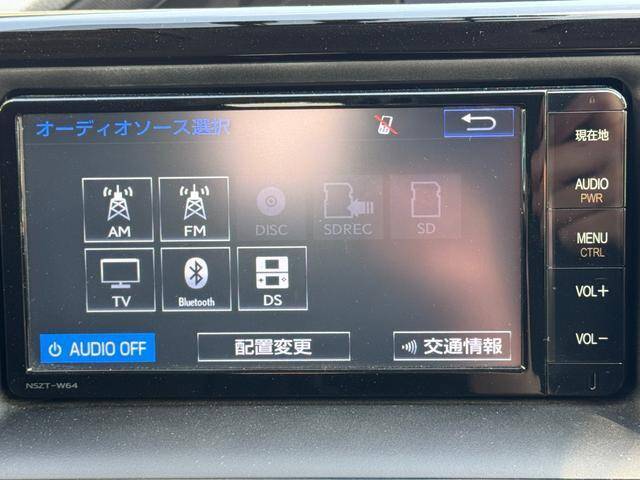 オーディオソース選択
現在地
AUDIO
PWR
AM
FM
DISC
SDREC
SD
MENU
CTRL
TV
Bluetooth
DS
VOL+
AUDIO OFF
配置変更
交通情報
VOL-
NSZT-W64